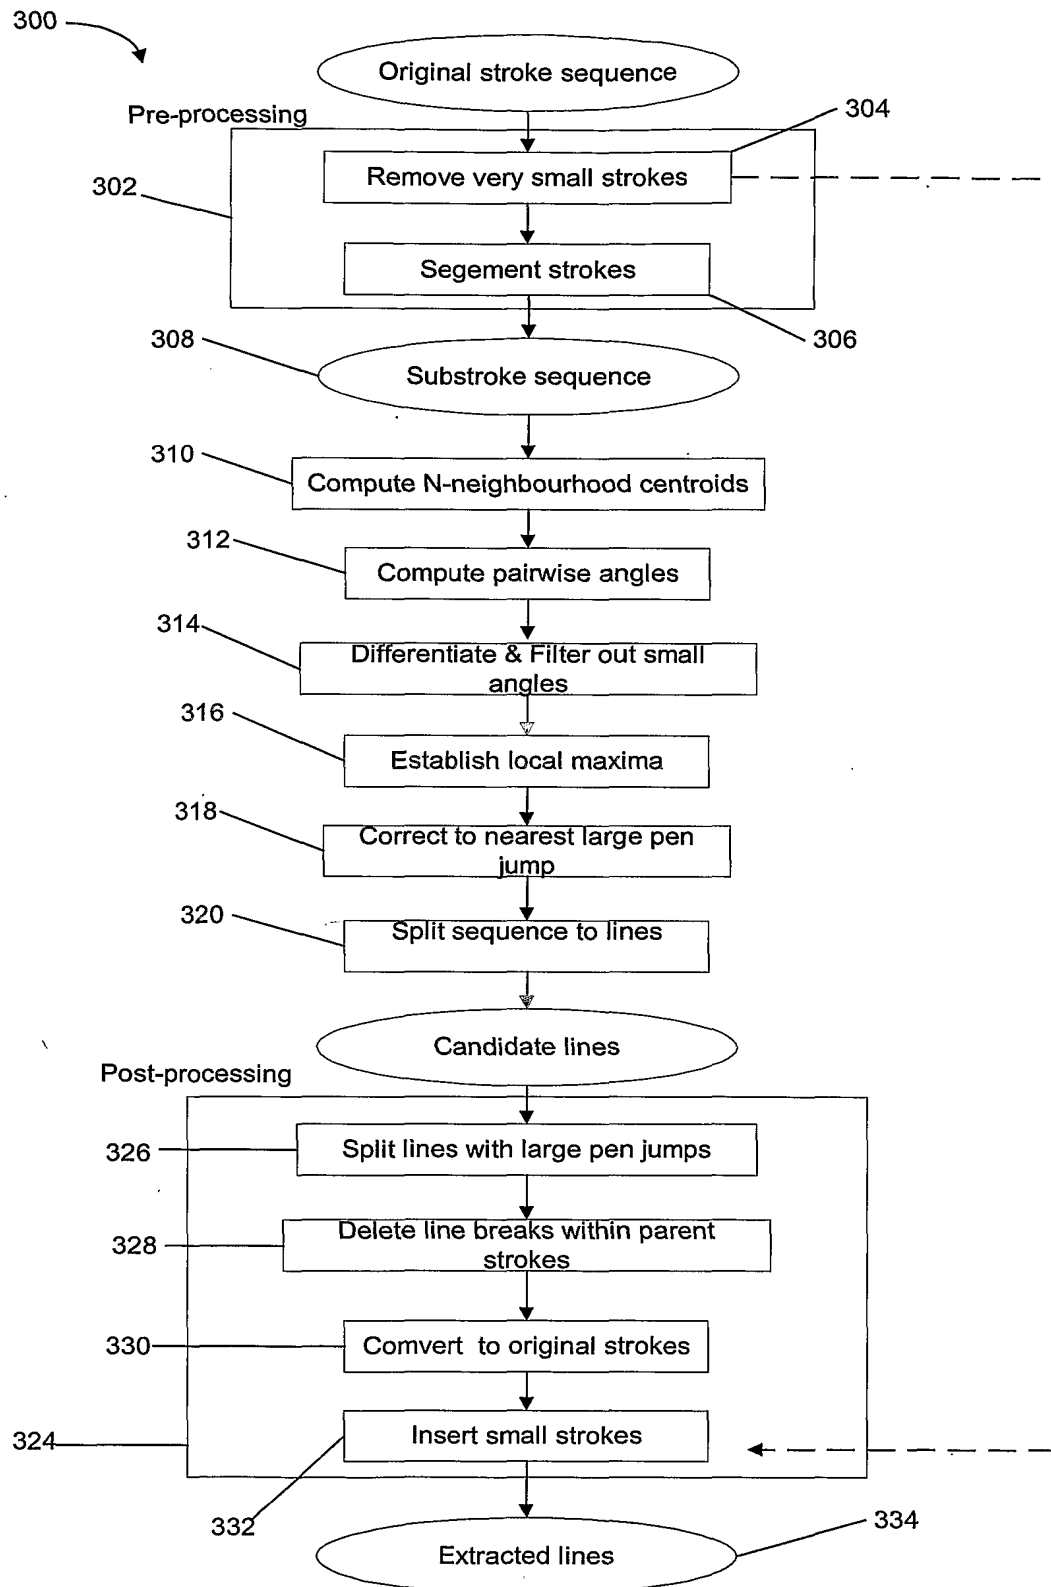 300
Original stroke sequence
Pre-processing
304
Remove very small strokes
302
Segement strokes
306
308
Substroke sequence
310
Compute N-neighbourhood centroids
312
Compute pairwise angles
314
Differentiate & Filter out small
angles
316
Establish local maxima
318
Correct to nearest large pen
jump
320
Split sequence to lines
Candidate lines
Post-processing
326
Split lines with large pen jumps
328
Delete line breaks within parent
strokes
330
Comvert to original strokes
324
Insert small strokes
332
334
Extracted lines